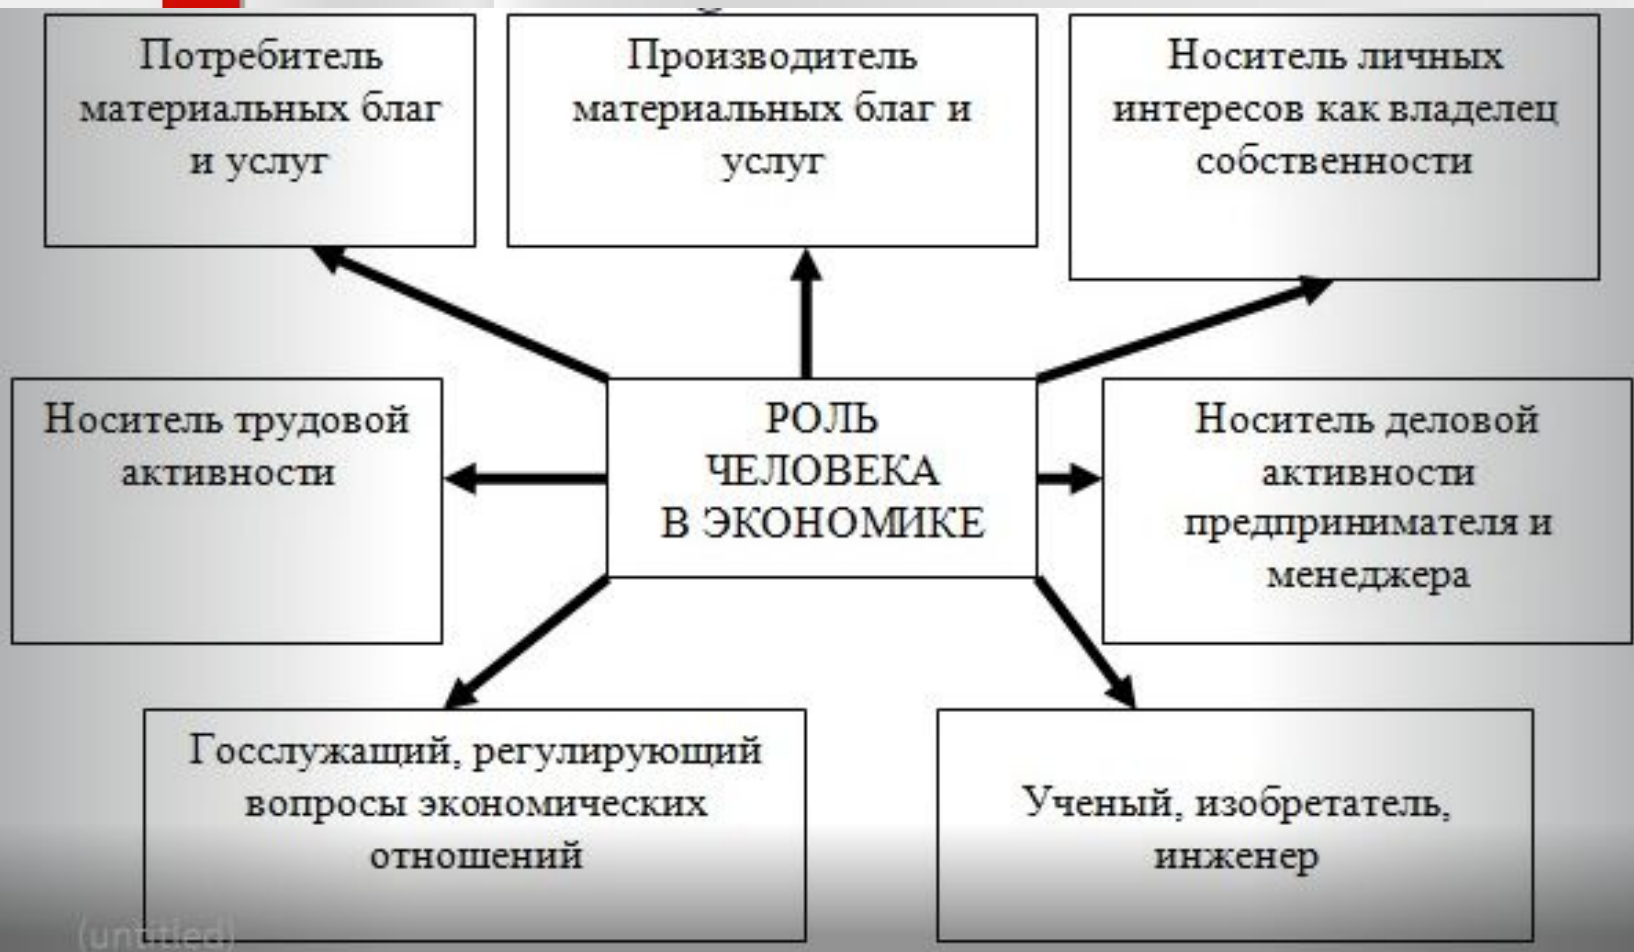 Потребитель
материальных благ
и услуг
Производитель
материальных благ и
услуг
Носитель личных
интересов как владелец
собственности
Носитель трудовой
активности
РОЛЬ
ЧЕЛОВЕКА
В ЭКОНОМИКЕ
Носитель деловой
активности
предпринимателя и
менеджера
Госслужащий, регулирующий
вопросы экономических
отношений
Ученый, изобретатель,
инженер
(untitled)